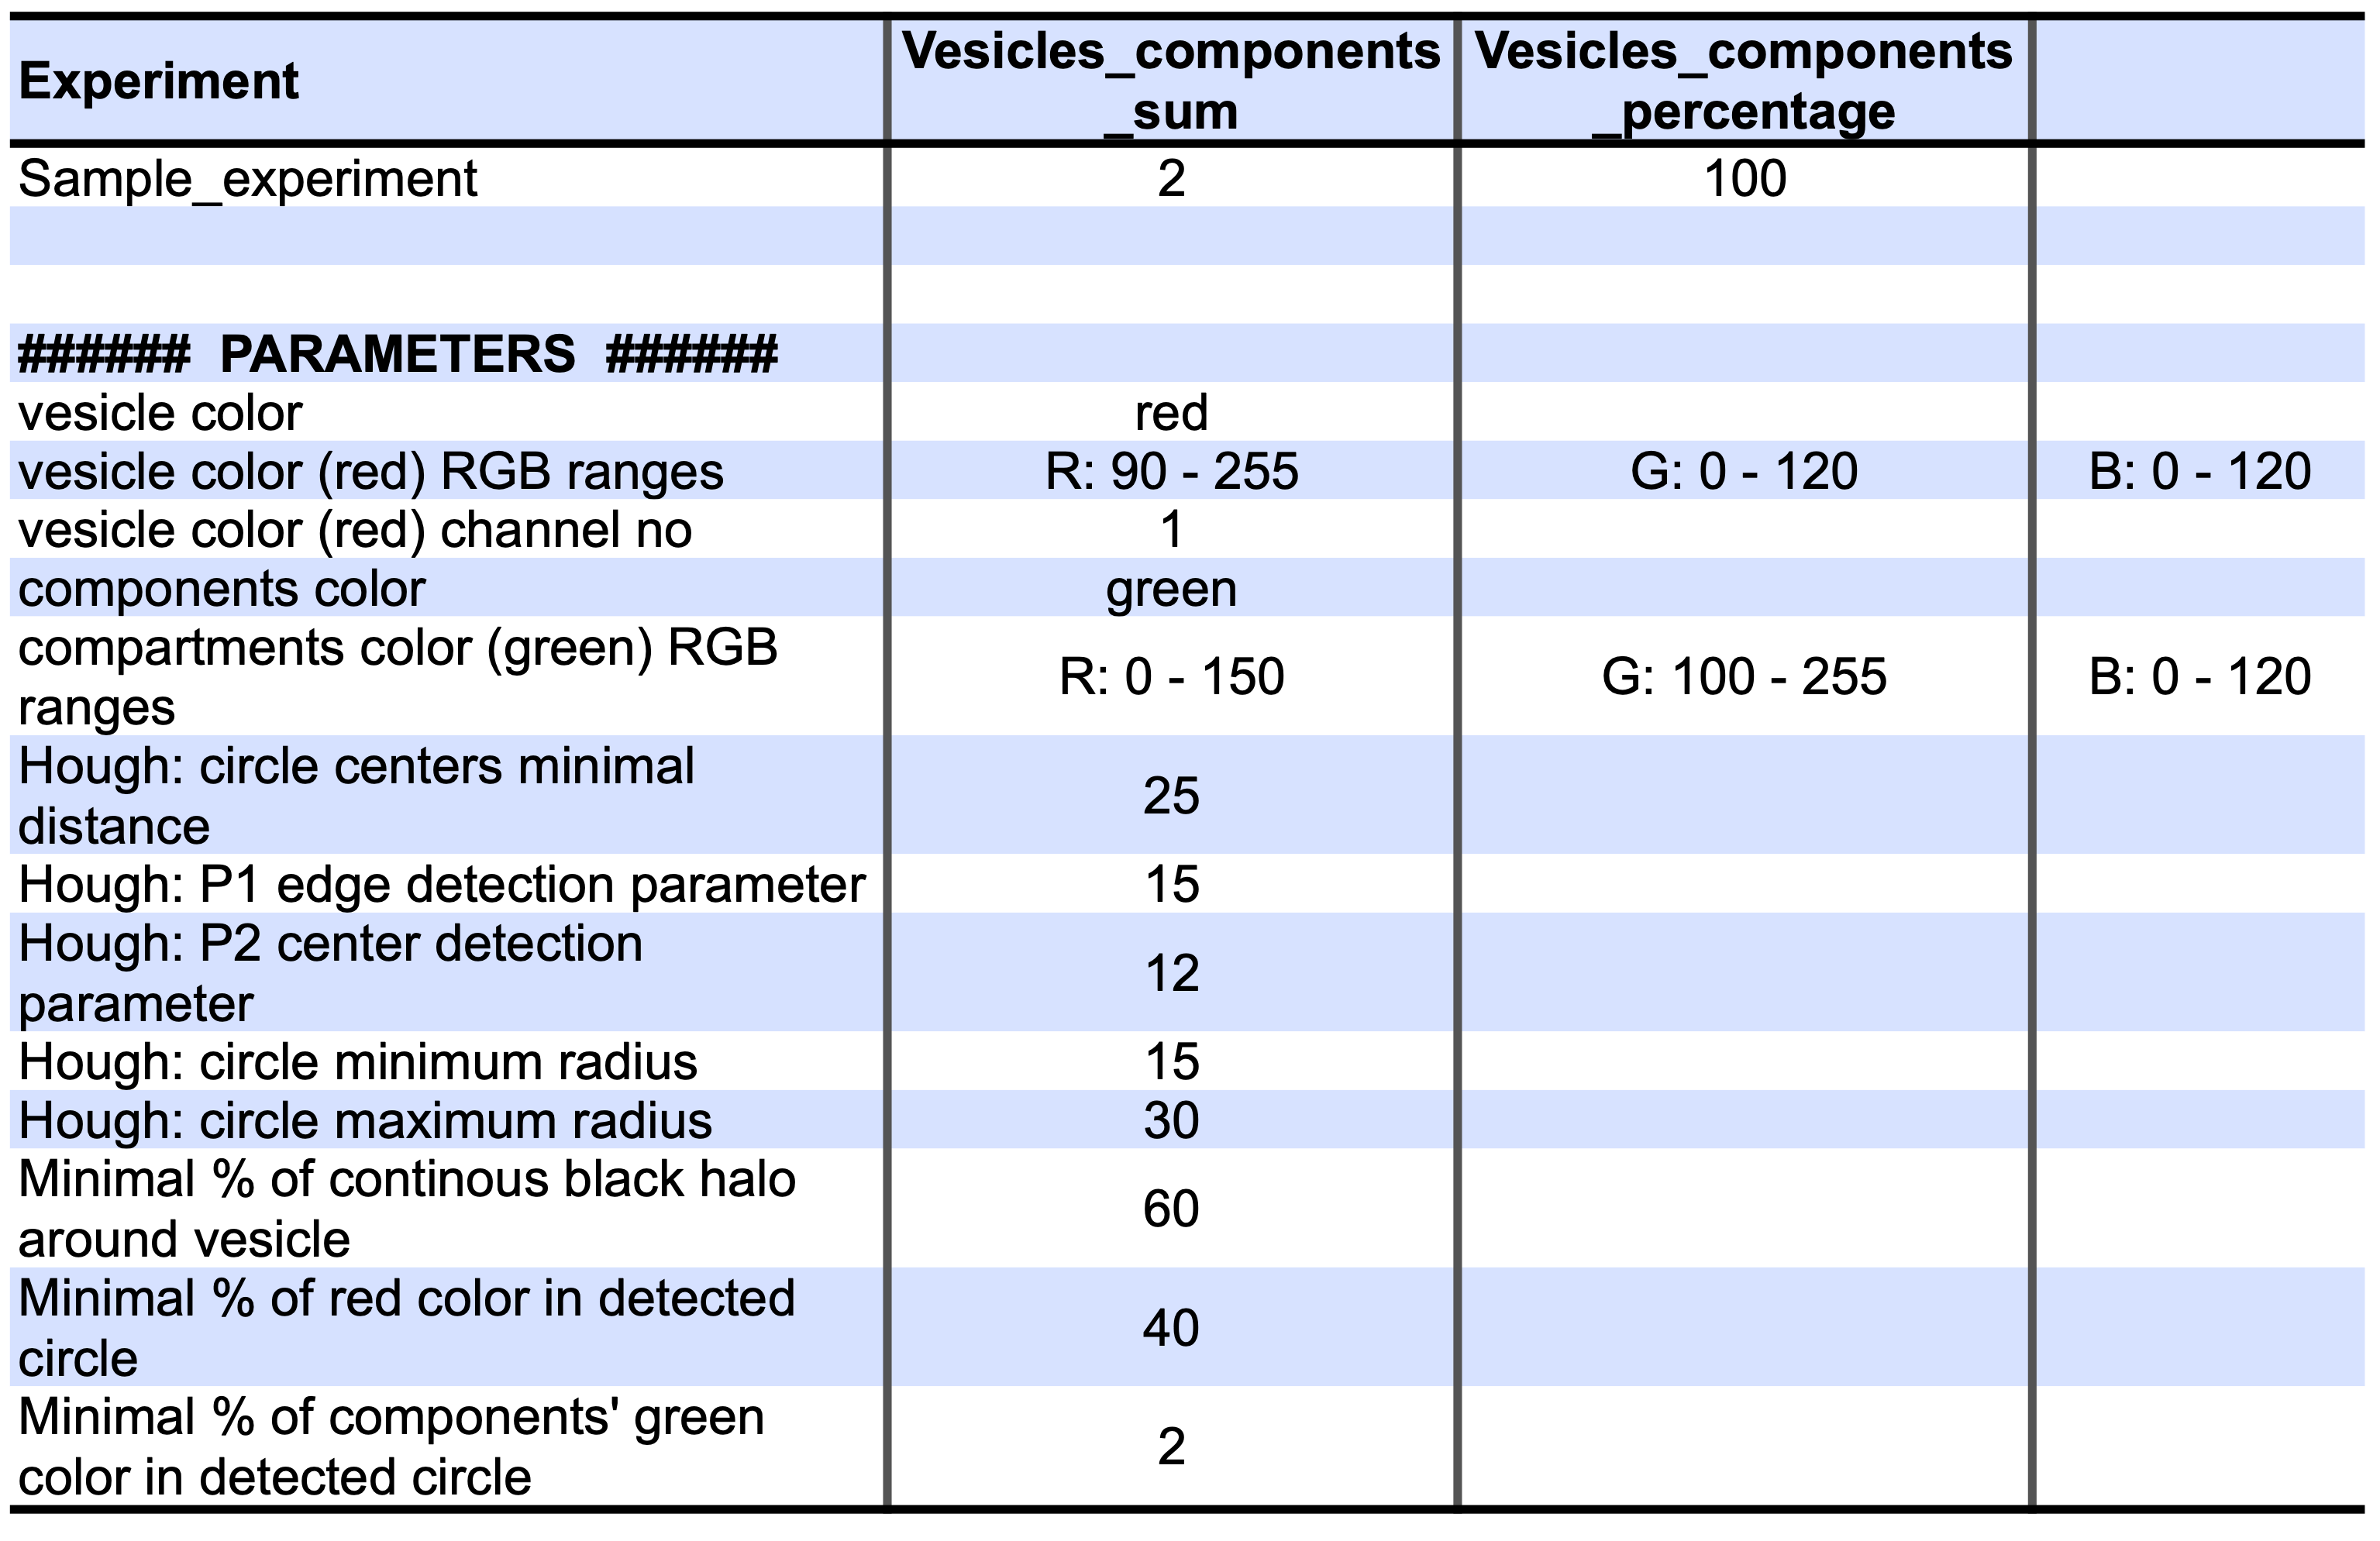 Experiment Vesicles_components_sum Vesicles_components_percentage
Sample_experiment 2 100
###### PARAMETERS ######
vesicle color red
vesicle color (red) RGB ranges R: 90 - 255 G: 0 - 120 B: 0 - 120
vesicle color (red) channel no 1
components color green
compartments color (green) RGB
ranges R: 0 - 150 G: 100 - 255 B: 0 - 120
Hough: circle centers minimal
distance 25
Hough: P1 edge detection parameter 15
Hough: P2 center detection
parameter 12
Hough: circle minimum radius 15
Hough: circle maximum radius 30
Minimal % of continous black halo
around vesicle 60
Minimal % of red color in detected
circle 40
Minimal % of components' green
color in detected circle 2